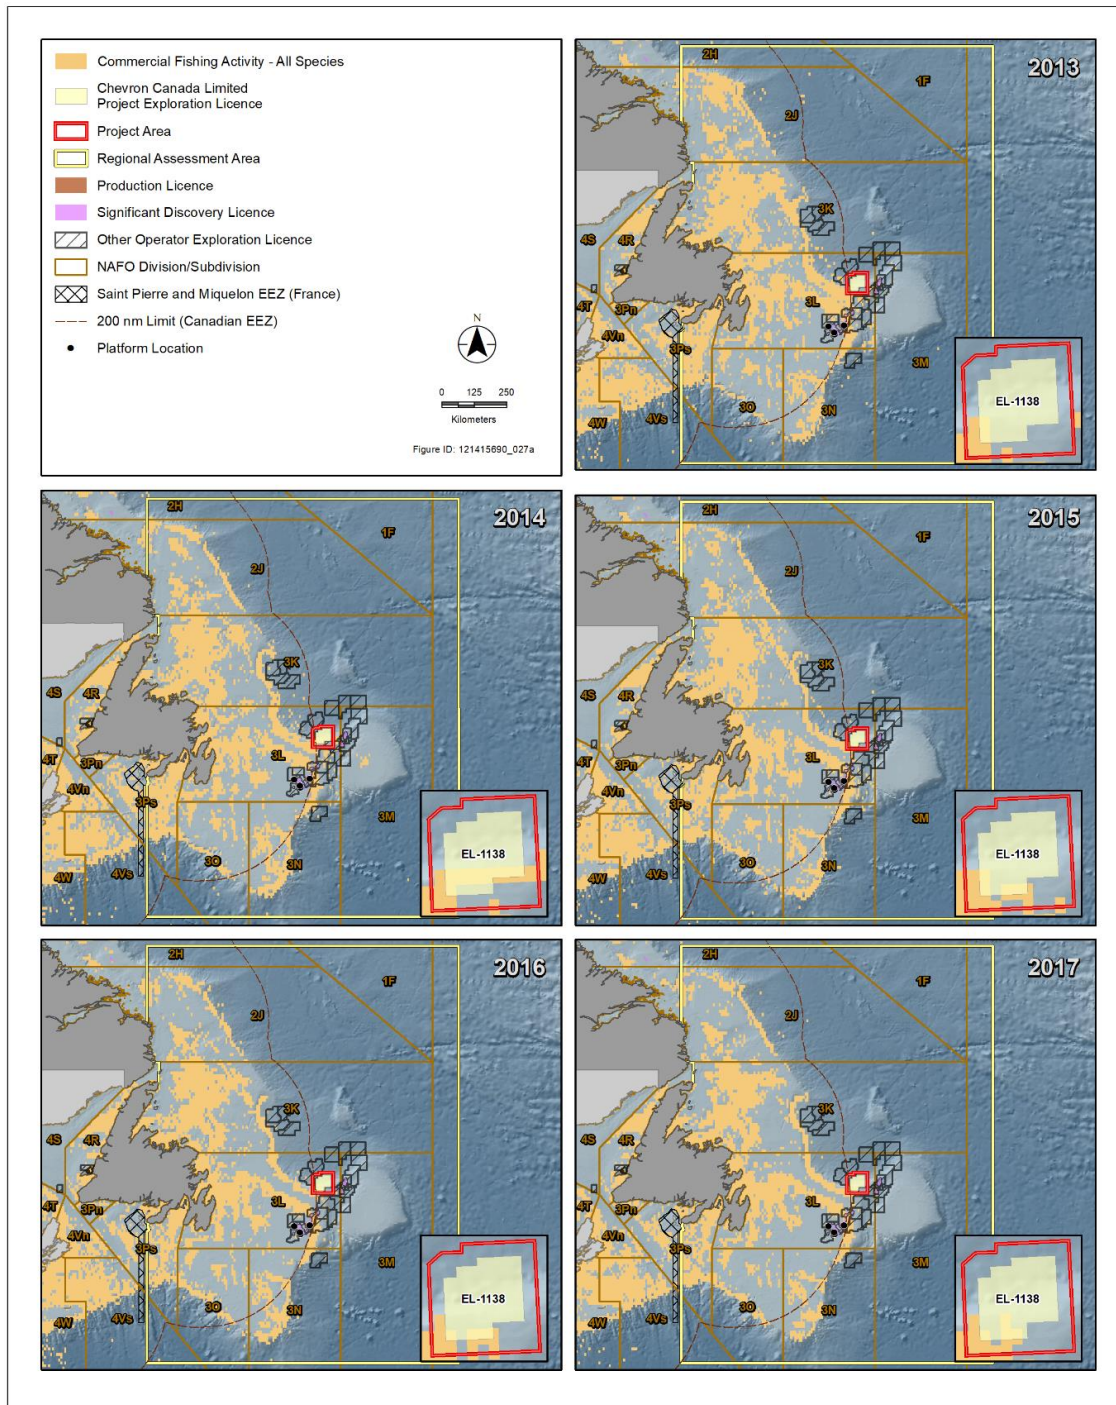 Commercial Fishing Activity - All Species
Chevron Canada Limited
Project Exploration Licence
Project Area
Regional Assessment Area
Production Licence
Significant Discovery Licence
Other Operator Exploration Licence
NAFO Division/Subdivision
Saint Pierre and Miquelon EEZ (France)
200 nm Limit (Canadian EEZ)
Platform Location
N
0 125 250
Kilometers
Figure ID: 121415690_027a
2013
2H
1F
2J
3K
4S
4R
3L
4T
3Pn
4Vn
3Ps
3M
3O
3N
4W
4Vs
EL-1138
2014
2H
1F
2J
3K
4S
4R
3L
4T
3Pn
4Vn
3Ps
3M
3O
3N
4W
4Vs
EL-1138
2015
2H
1F
2J
3K
4S
4R
3L
4T
3Pn
4Vn
3Ps
3M
3O
3N
4W
4Vs
EL-1138
2016
2H
1F
2J
3K
4S
4R
3L
4T
3Pn
4Vn
3Ps
3M
3O
3N
4W
4Vs
EL-1138
2017
2H
1F
2J
3K
4S
4R
3L
4T
3Pn
4Vn
3Ps
3M
3O
3N
4W
4Vs
EL-1138